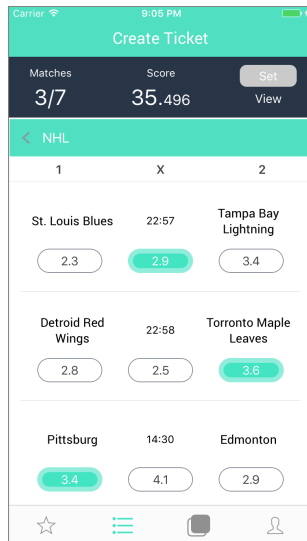 Carrier 9:05 PM
Create Ticket
Matches Score Set
3/7 35.496 View
NHL
1 X 2
St. Louis Blues 22:57 Tampa Bay
Lightning
2.3 2.9 3.4
Detroid Red 22:58 Torronto Maple
Wings Leaves
2.8 2.5 3.6
Pittsburg 14:30 Edmonton
3.4 4.1 2.9